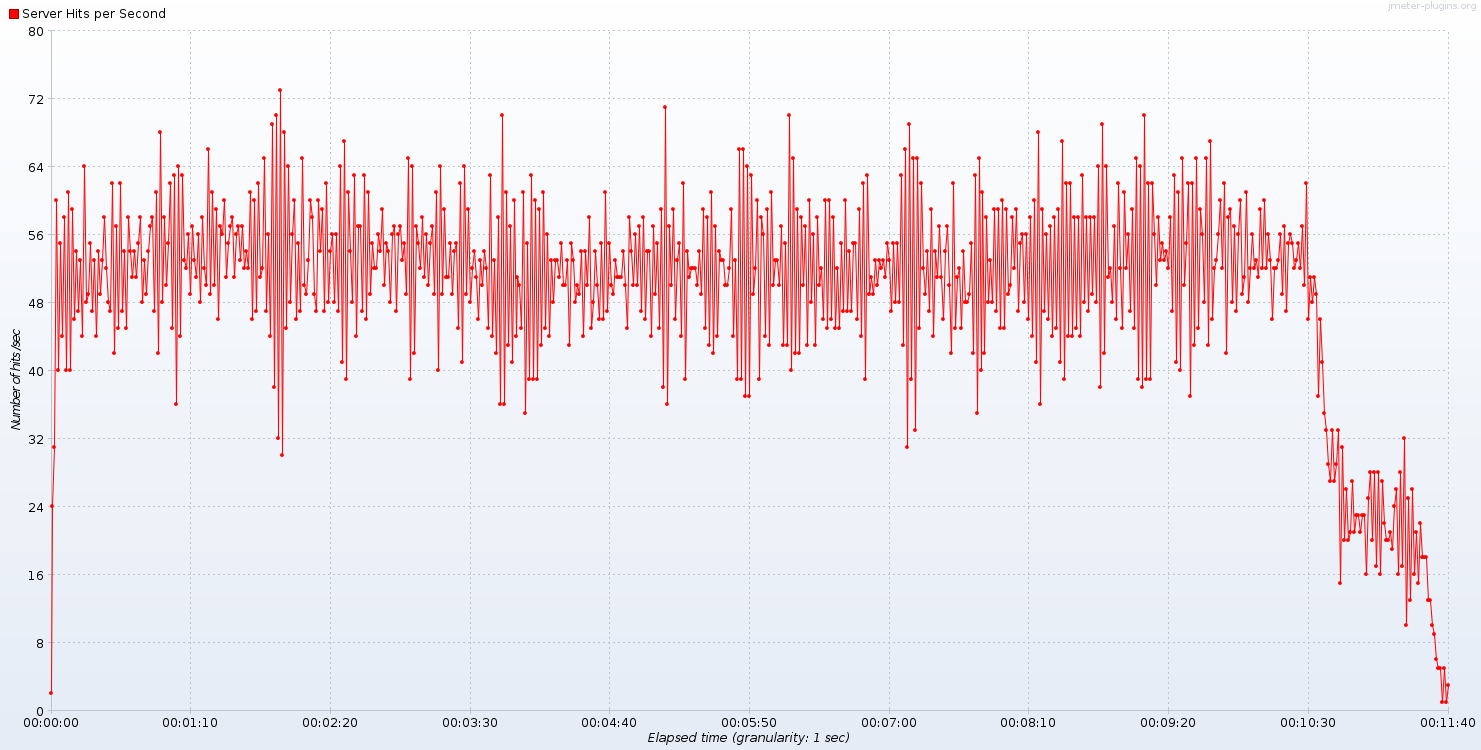 Server Hits per Second
jmeter-plugins.org
80
72
64
56
48
40
32
24
16
8
0
Number of hits /sec
00:00:00 00:01:10 00:02:20 00:03:30 00:04:40 00:05:50 00:07:00 00:08:10 00:09:20 00:10:30 00:11:40
Elapsed time (granularity: 1 sec)